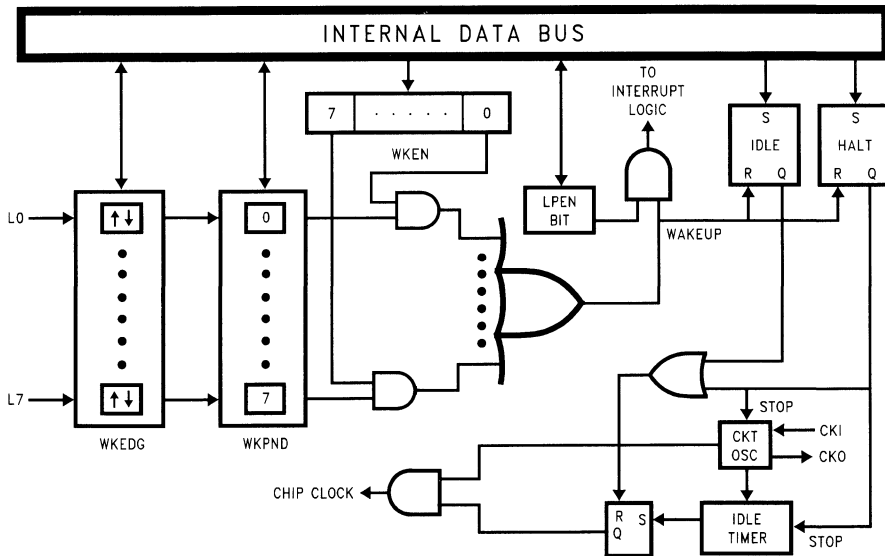 INTERNAL DATA BUS
TO
INTERRUPT
LOGIC
7 . . . . . 0
WKEN
S
IDLE
R Q
S
HALT
R Q
LPEN
BIT
WAKEUP
L0
↑↓
0
L7
↑↓
7
WKEDG
WKPND
STOP
CKT
OSC
CKI
CKO
CHIP CLOCK
R S
Q
IDLE
TIMER
STOP